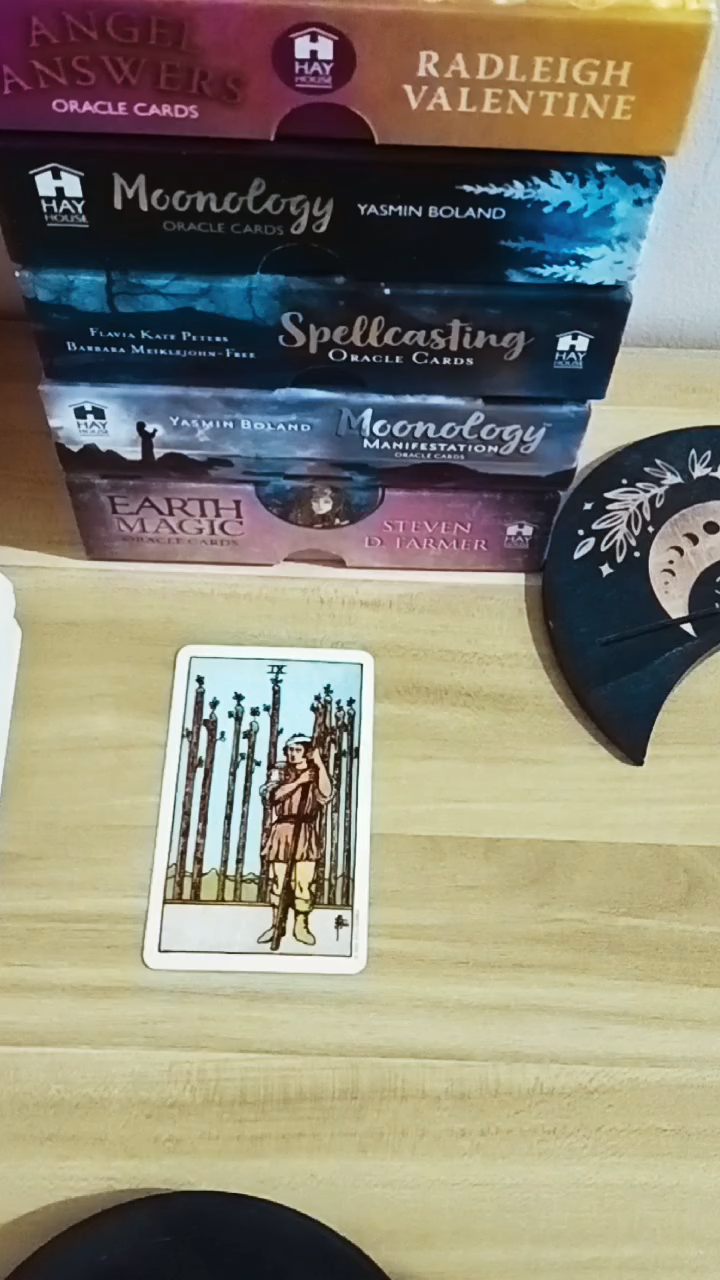 ANGEL
ANSWERS
ORACLE CARDS
HAY
HOUSE
RADLEIGH
VALENTINE
HAY
HOUSE
Moonology
ORACLE CARDS
YASMIN BOLAND
FLAVIA KATE PETERS
BARBARA MEIKLEJOHN-FREE
Spellcasting
ORACLE CARDS
HAY
HOUSE
HAY
HOUSE
YASMIN BOLAND
Moonology™
MANIFESTATION
ORACLE CARDS
EARTH
MAGIC
ORACLE CARDS
STEVEN
D. FARMER
HAY
HOUSE
IX